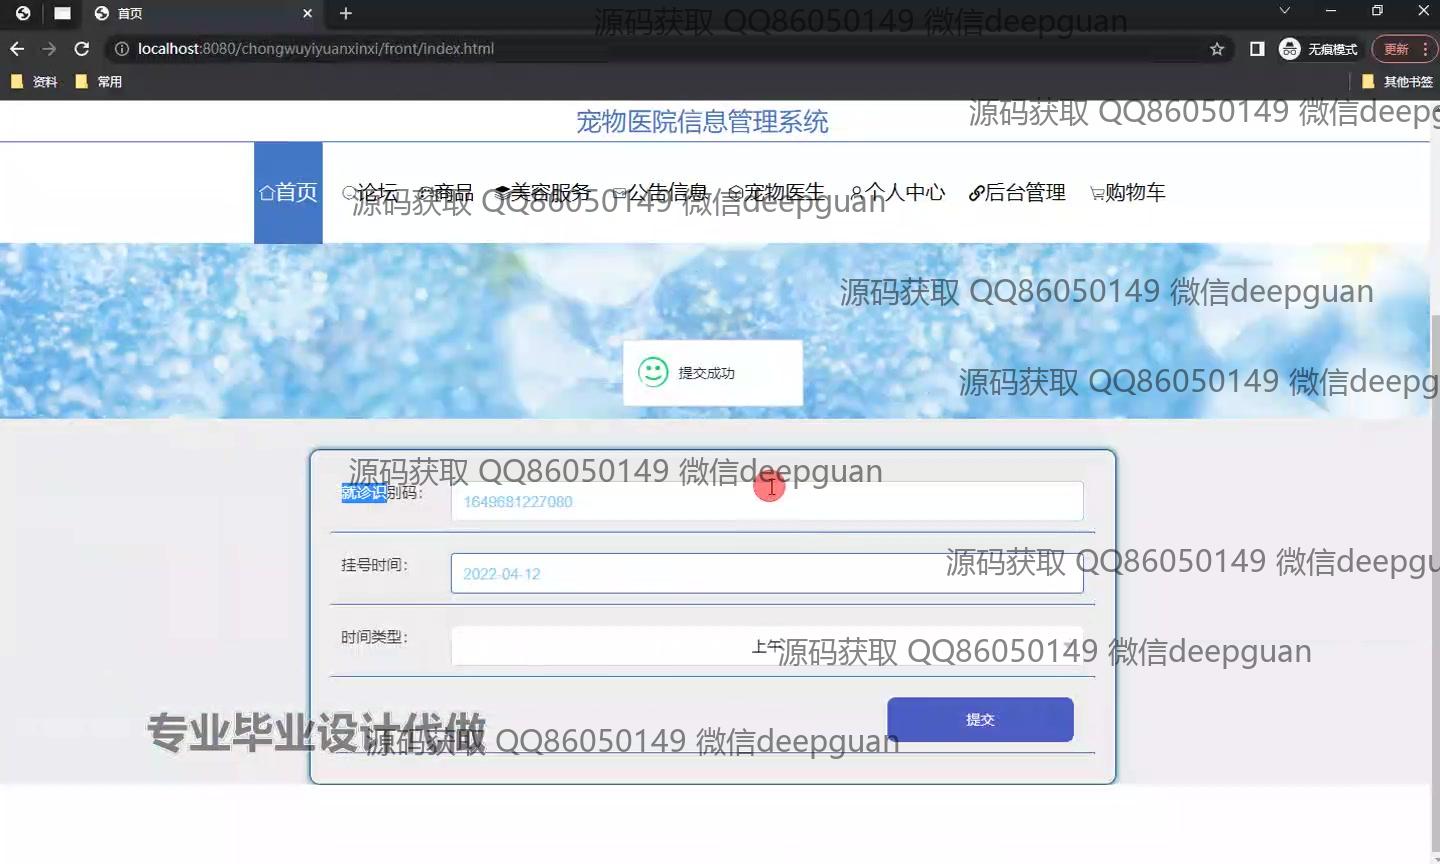 首页
源码获取 QQ86050149 微信deepguan
localhost:8080/chongwuyiyuanxinxi/front/index.html
无痕模式
更新
资料
常用
其他书签
宠物医院信息管理系统
源码获取 QQ86050149 微信deepg
首页 论坛 商品 美容服务 公告信息 宠物医生 个人中心 后台管理 购物车
源码获取 QQ86050149 微信deepguan
源码获取 QQ86050149 微信deepguan
提交成功
源码获取 QQ86050149 微信deepg
源码获取 QQ86050149 微信deepguan
就诊识别码：
1649681227080
挂号时间：
2022-04-12
源码获取 QQ86050149 微信deepgu
时间类型：
上午
源码获取 QQ86050149 微信deepguan
提交
专业毕业设计代做
源码获取 QQ86050149 微信deepguan